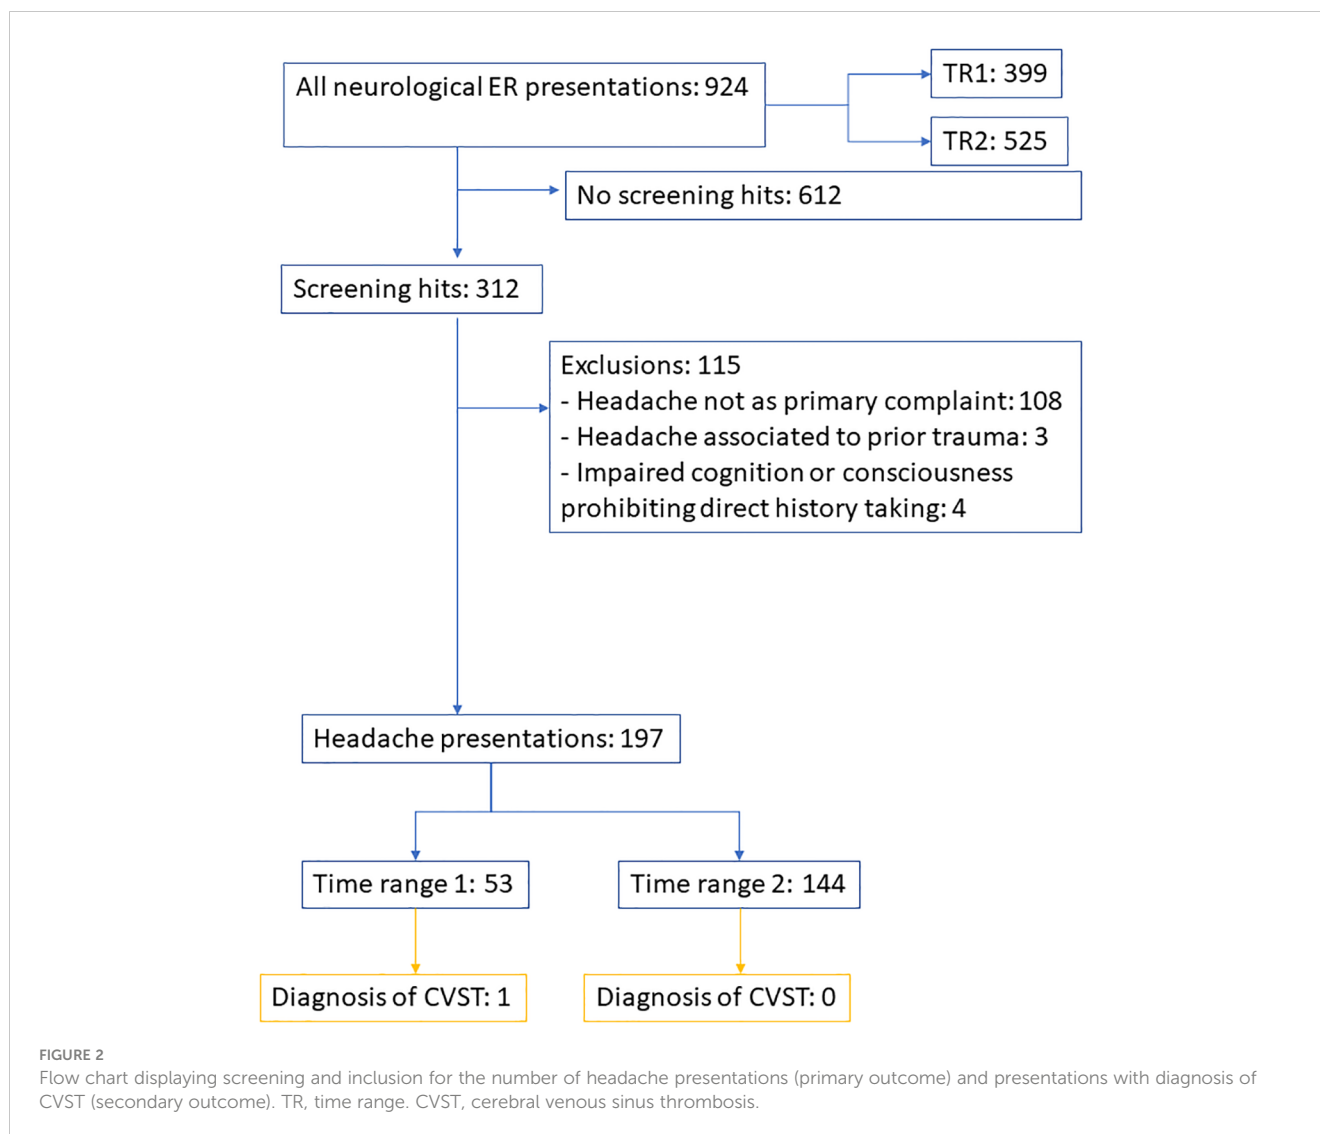 All neurological ER presentations: 924
TR1: 399
TR2: 525
No screening hits: 612
Screening hits: 312
Exclusions: 115
- Headache not as primary complaint: 108
- Headache associated to prior trauma: 3
- Impaired cognition or consciousness
prohibiting direct history taking: 4
Headache presentations: 197
Time range 1: 53
Time range 2: 144
Diagnosis of CVST: 1
Diagnosis of CVST: 0
FIGURE 2
Flow chart displaying screening and inclusion for the number of headache presentations (primary outcome) and presentations with diagnosis of
CVST (secondary outcome). TR, time range. CVST, cerebral venous sinus thrombosis.